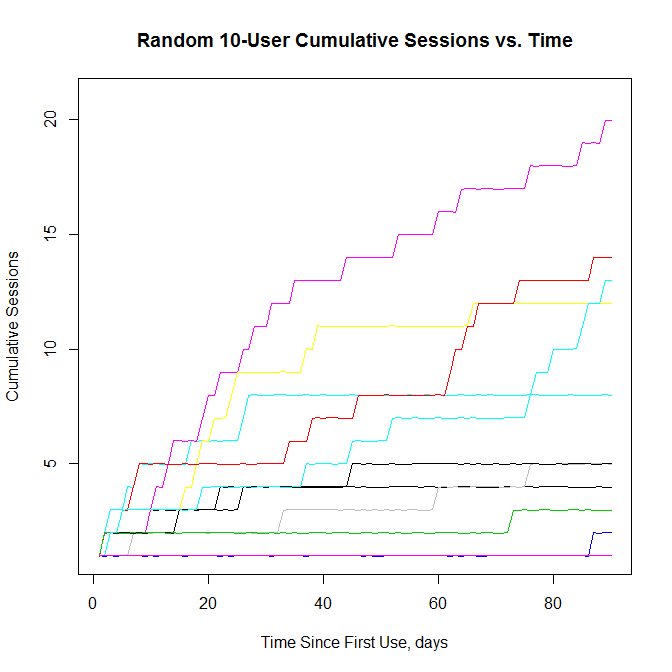 Random 10-User Cumulative Sessions vs. Time
Cumulative Sessions
20
15
10
5
0 20 40 60 80
Time Since First Use, days